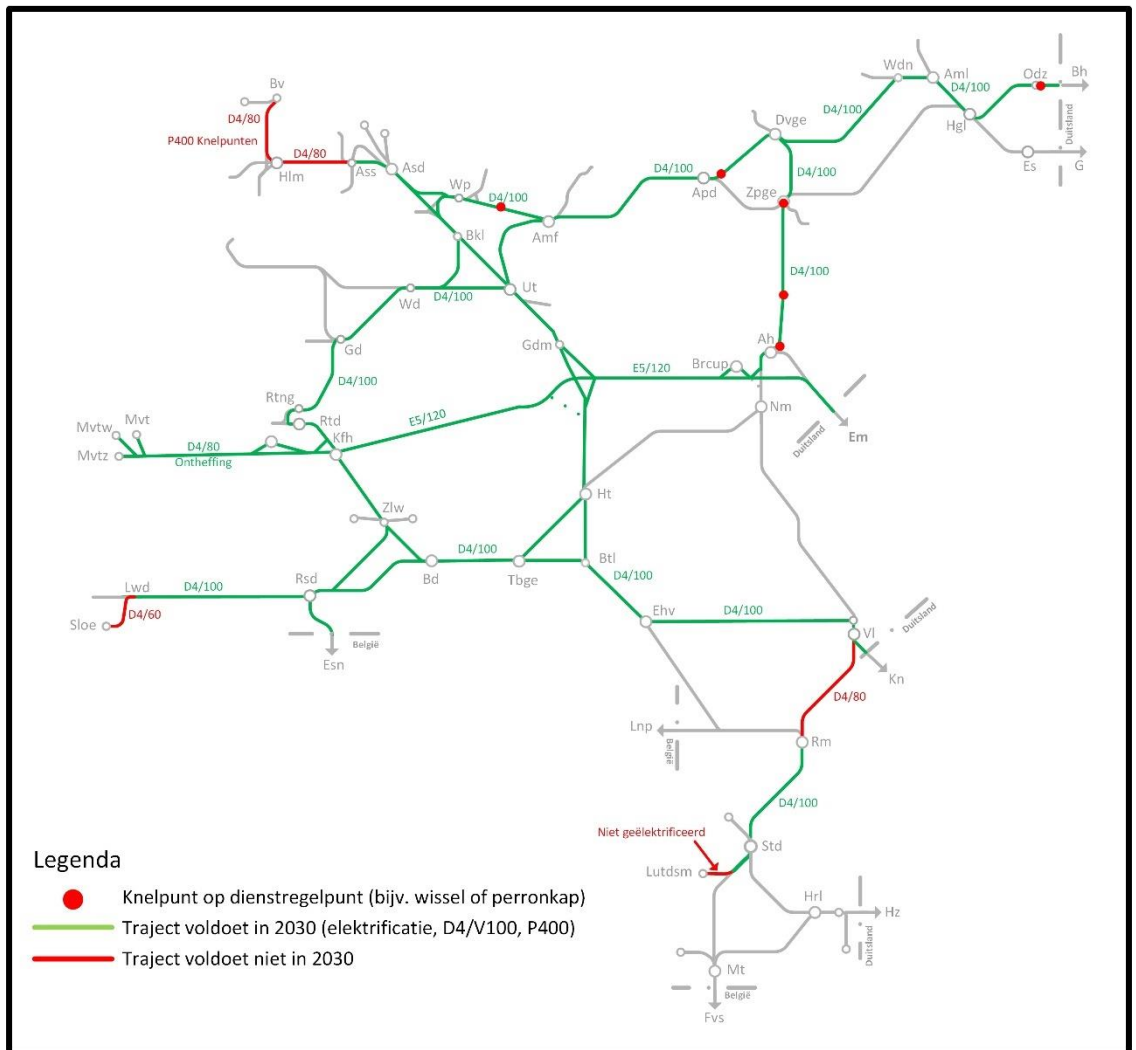 Bv
D4/80
P400 Knelpunten
D4/80
Hlm
Ass
Asd
Wp
D4/100
Bkl
Amf
D4/100
Apd
Dvge
D4/100
Wdn
Aml
D4/100
Odz
Bh
Duitsland
Hgl
Es
G
D4/100
Zpge
D4/100
Wd
D4/100
Ut
Gd
Gdm
Ah
Brcup
E5/120
D4/100
Rtng
Rtd
Kfh
E5/120
Nm
Duitsland
Em
Mvtw
Mvt
Mvtz
D4/80
Ontheffing
Zlw
Ht
Lwd
D4/100
Rsd
Bd
D4/100
Tbge
Btl
D4/100
Sloe
D4/60
België
Esn
Ehv
D4/100
Vl
Duitsland
Kn
D4/80
Lnp
België
Rm
D4/100
Niet geëlektrificeerd
Std
Lutdsm
Hrl
Hz
Duitsland
Mt
België
Fvs
Legenda
Knelpunt op dienstregelpunt (bijv. wissel of perronkap)
Traject voldoet in 2030 (elektrificatie, D4/V100, P400)
Traject voldoet niet in 2030